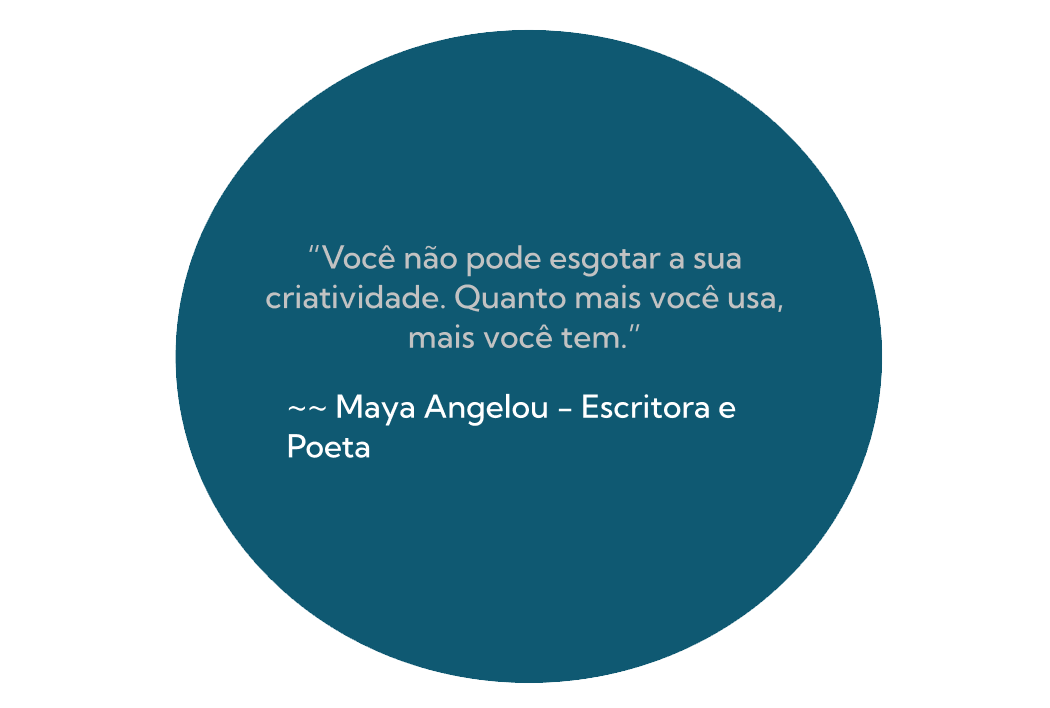 “Você não pode esgotar a sua
criatividade. Quanto mais você usa,
mais você tem.”
~~ Maya Angelou - Escritora e
Poeta